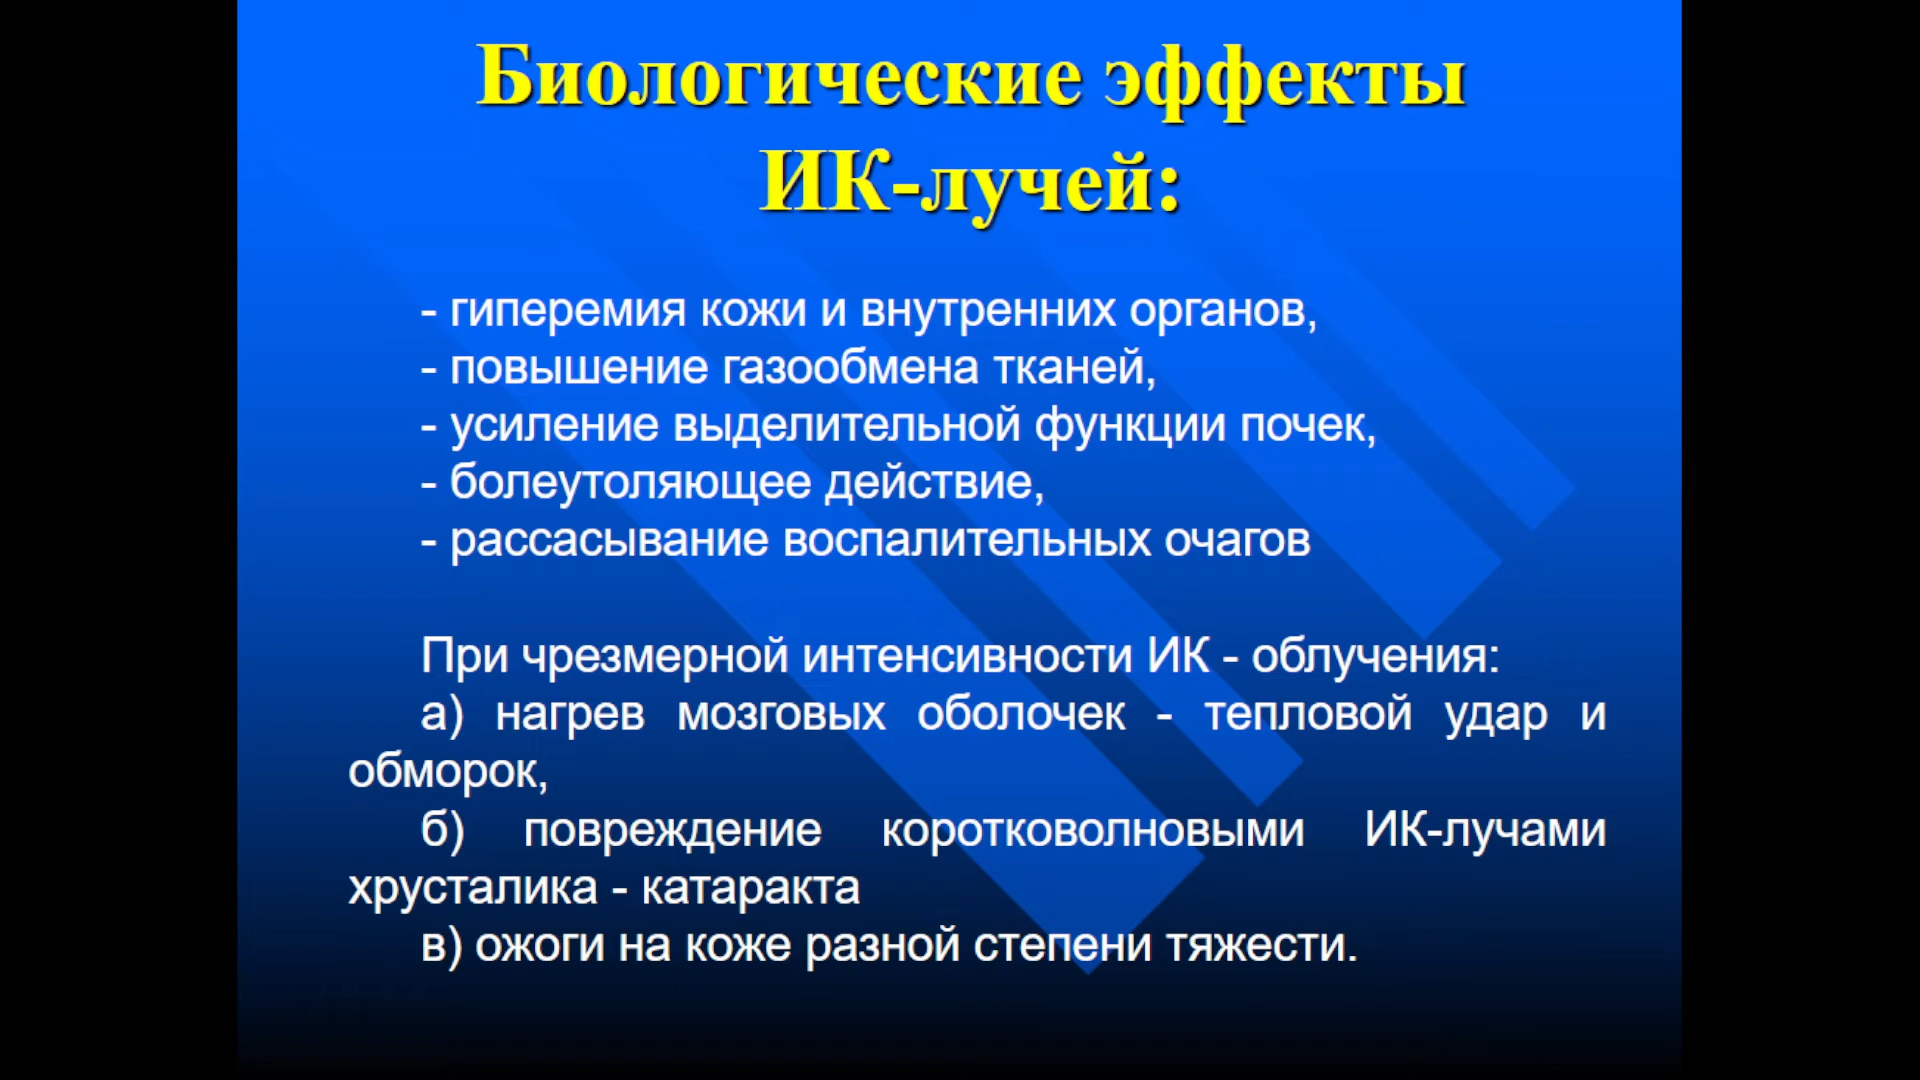 Биологические эффекты
ИК-лучей:
- гиперемия кожи и внутренних органов,
- повышение газообмена тканей,
- усиление выделительной функции почек,
- болеутоляющее действие,
- рассасывание воспалительных очагов
При чрезмерной интенсивности ИК - облучения:
а) нагрев мозговых оболочек - тепловой удар и
обморок,
б) повреждение коротковолновыми ИК-лучами
хрусталика - катаракта
в) ожоги на коже разной степени тяжести.